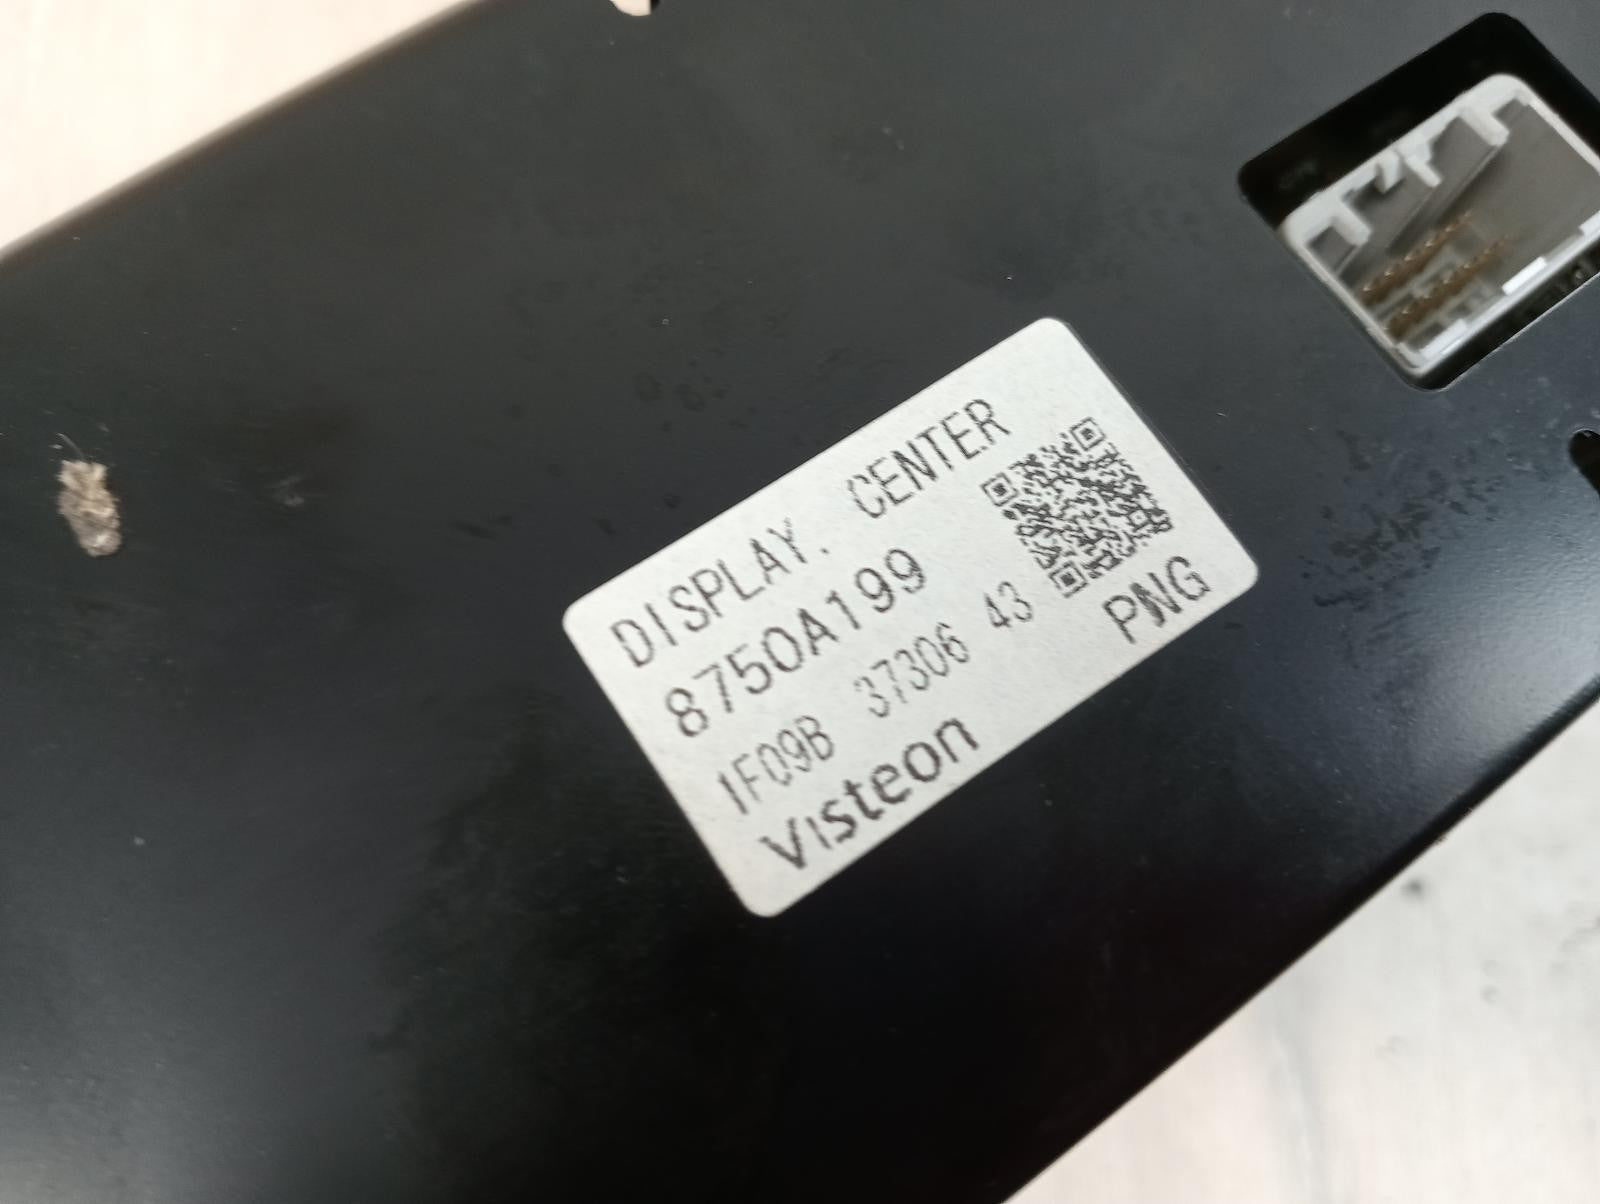 DISPLAY. CENTER
8750A199
1F09B 37306 43
PNG
Visteon